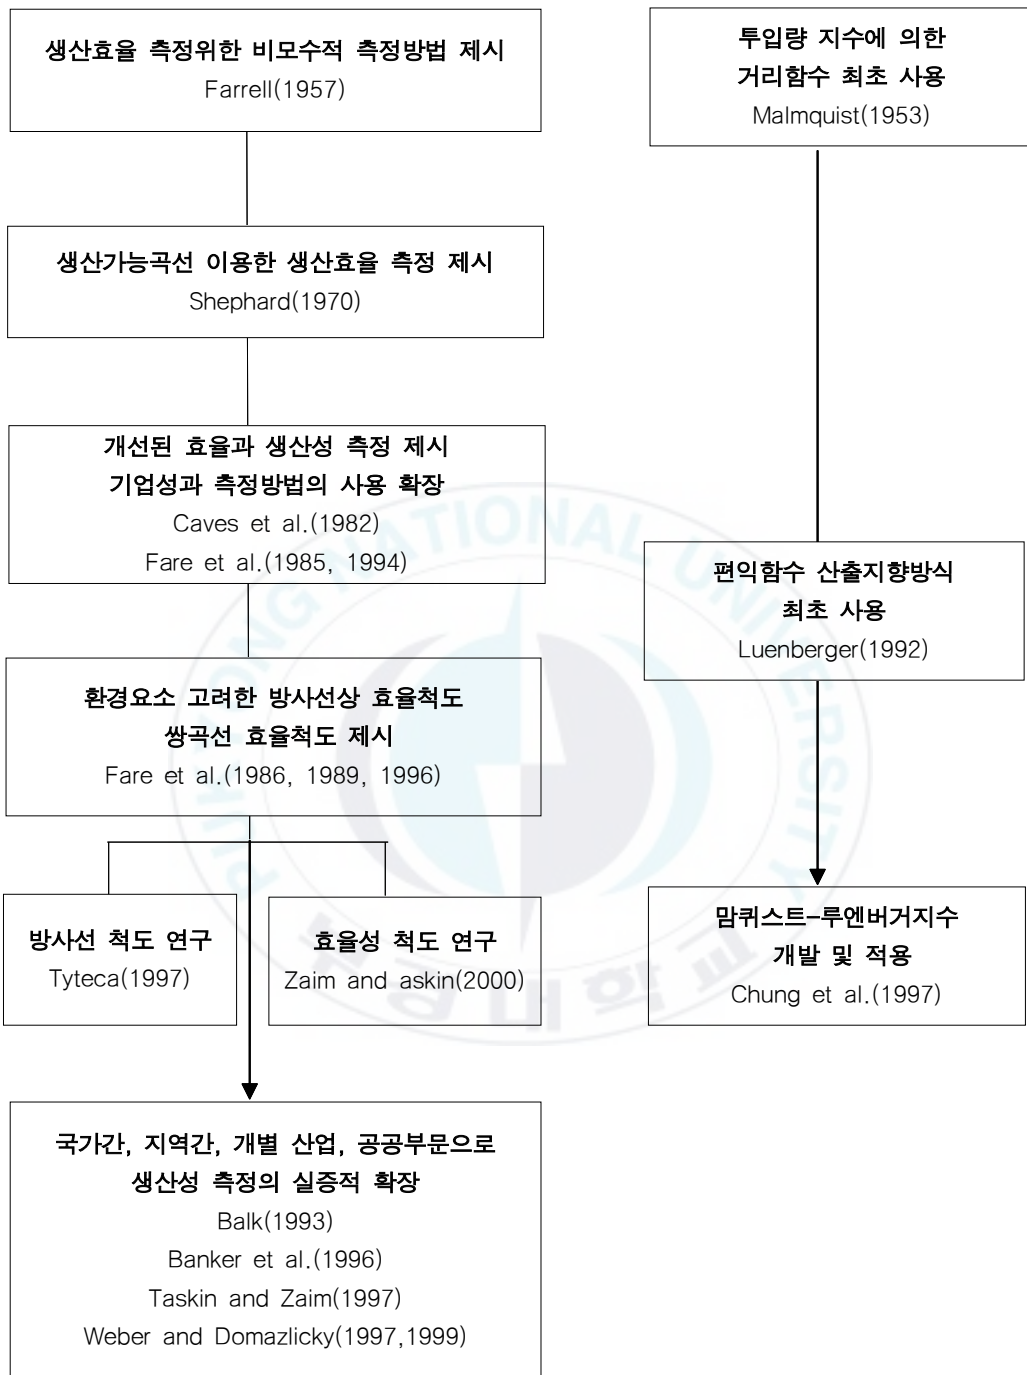 생산효율 측정위한 비모수적 측정방법 제시
Farrell(1957)
생산가능곡선 이용한 생산효율 측정 제시
Shephard(1970)
개선된 효율과 생산성 측정 제시
기업성과 측정방법의 사용 확장
Caves et al.(1982)
Fare et al.(1985, 1994)
환경요소 고려한 방사선상 효율척도
쌍곡선 효율척도 제시
Fare et al.(1986, 1989, 1996)
방사선 척도 연구
Tyteca(1997)
효율성 척도 연구
Zaim and askin(2000)
국가간, 지역간, 개별 산업, 공공부문으로
생산성 측정의 실증적 확장
Balk(1993)
Banker et al.(1996)
Taskin and Zaim(1997)
Weber and Domazlicky(1997,1999)
투입량 지수에 의한
거리함수 최초 사용
Malmquist(1953)
편익함수 산출지향방식
최초 사용
Luenberger(1992)
맘퀴스트-루엔버거지수
개발 및 적용
Chung et al.(1997)
PUKYONG NATIONAL UNIVERSITY
부경대학교